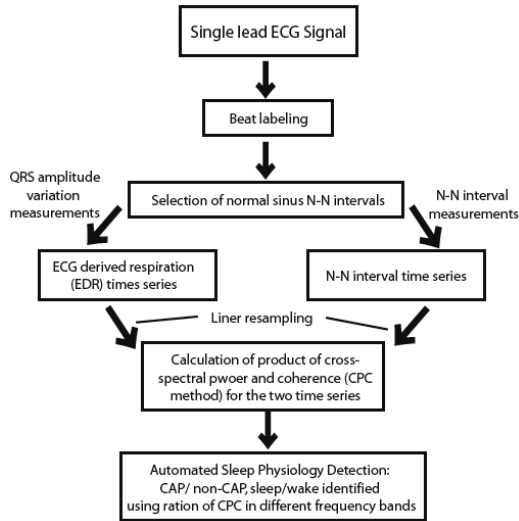 Single lead ECG Signal
Beat labeling
QRS amplitude
variation
measurements
Selection of normal sinus N-N intervals
N-N interval
measurements
ECG derived respiration
(EDR) times series
N-N interval time series
Liner resampling
Calculation of product of cross-
spectral pwoer and coherence (CPC
method) for the two time series
Automated Sleep Physiology Detection:
CAP/ non-CAP, sleep/wake identified
using ration of CPC in different frequency bands